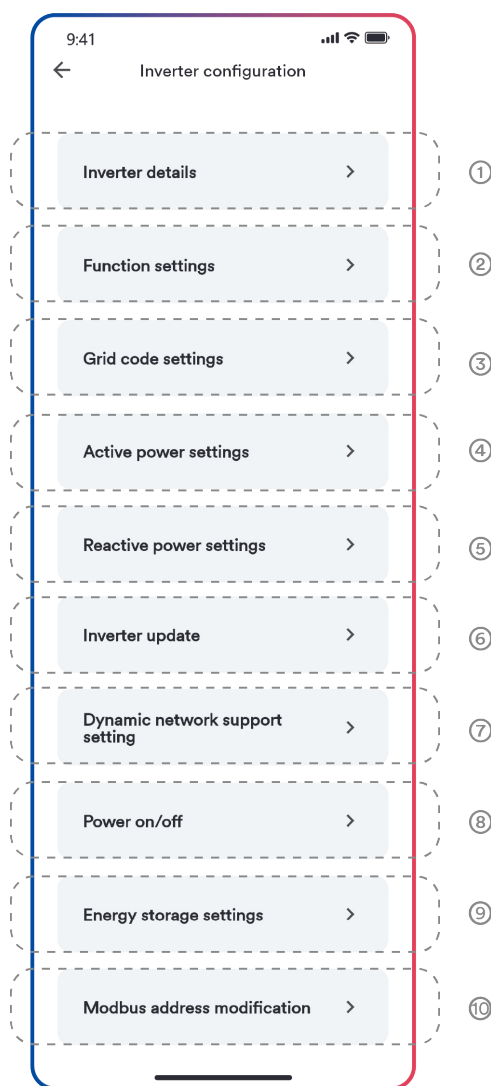 9:41
Inverter configuration
Inverter details
①
Function settings
②
Grid code settings
③
Active power settings
④
Reactive power settings
⑤
Inverter update
⑥
Dynamic network support
setting
⑦
Power on/off
⑧
Energy storage settings
⑨
Modbus address modification
⑩